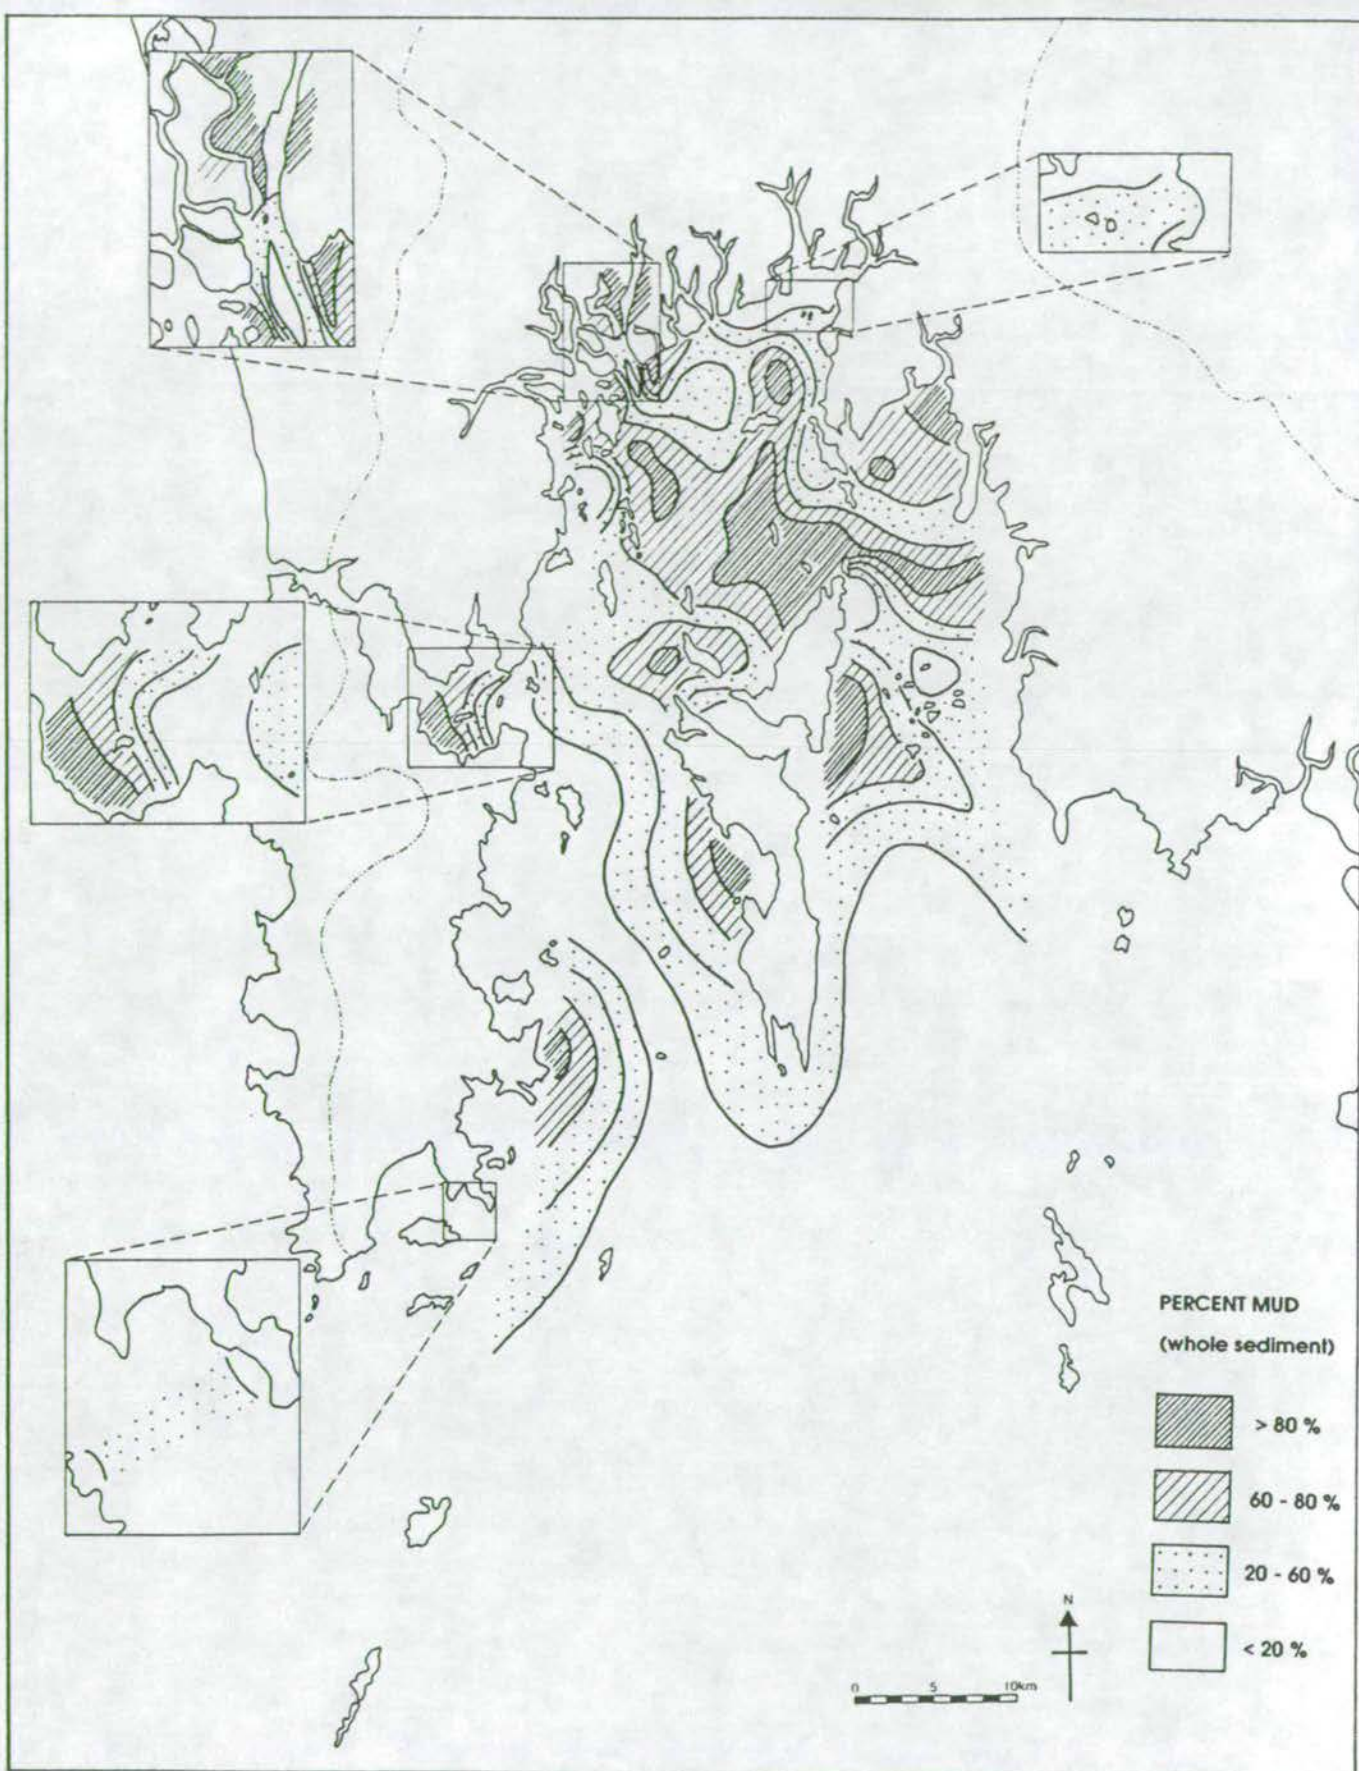 PERCENT MUD
(whole sediment)
> 80 %
60 - 80 %
20 - 60 %
< 20 %
N
0 5 10km